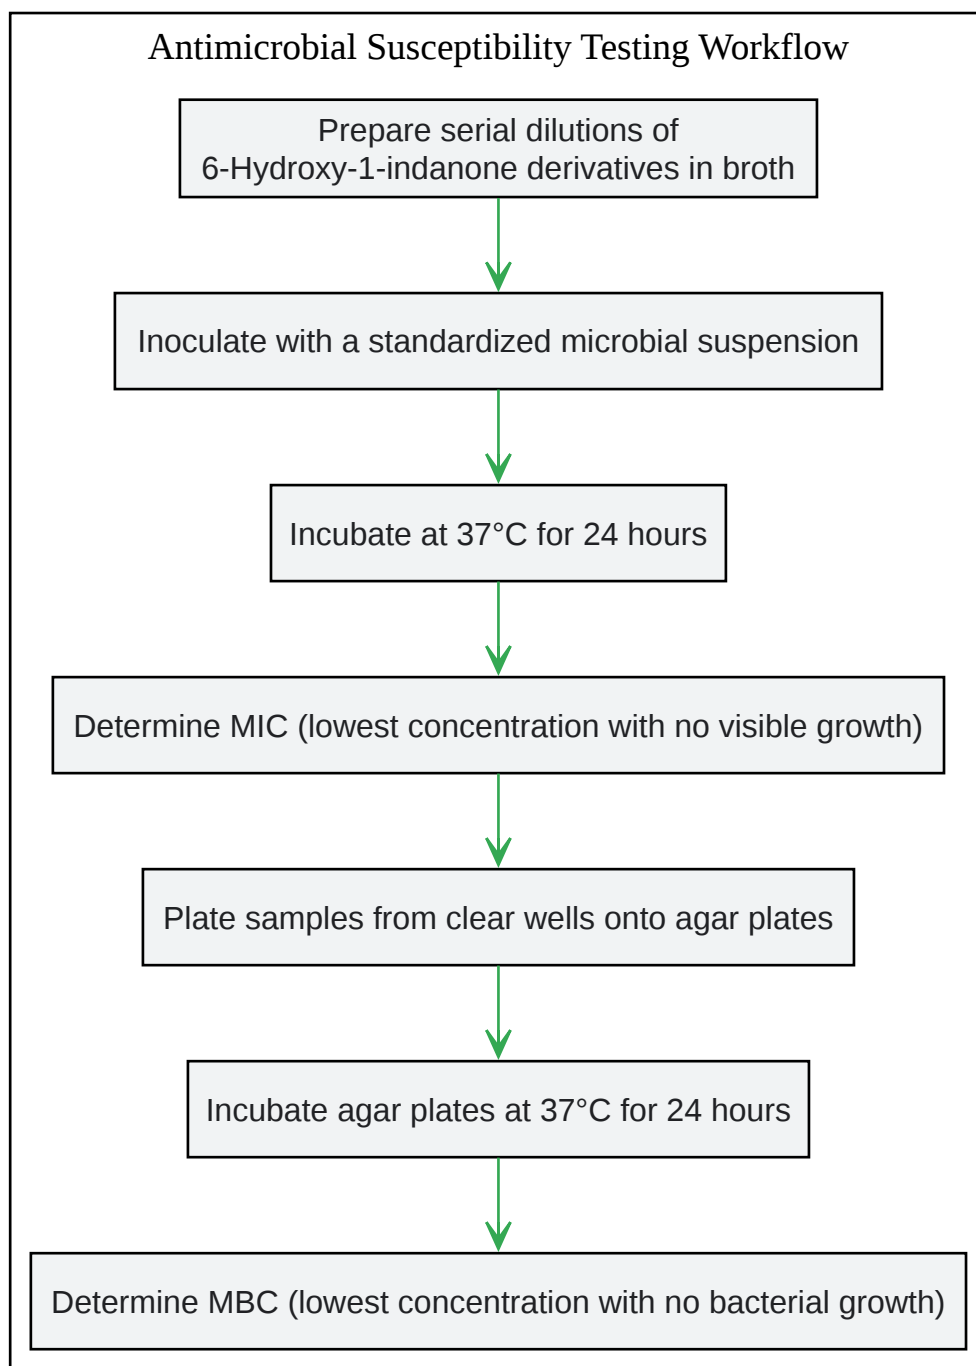 Antimicrobial Susceptibility Testing Workflow
Prepare serial dilutions of
6-Hydroxy-1-indanone derivatives in broth
Inoculate with a standardized microbial suspension
Incubate at 37°C for 24 hours
Determine MIC (lowest concentration with no visible growth)
Plate samples from clear wells onto agar plates
Incubate agar plates at 37°C for 24 hours
Determine MBC (lowest concentration with no bacterial growth)